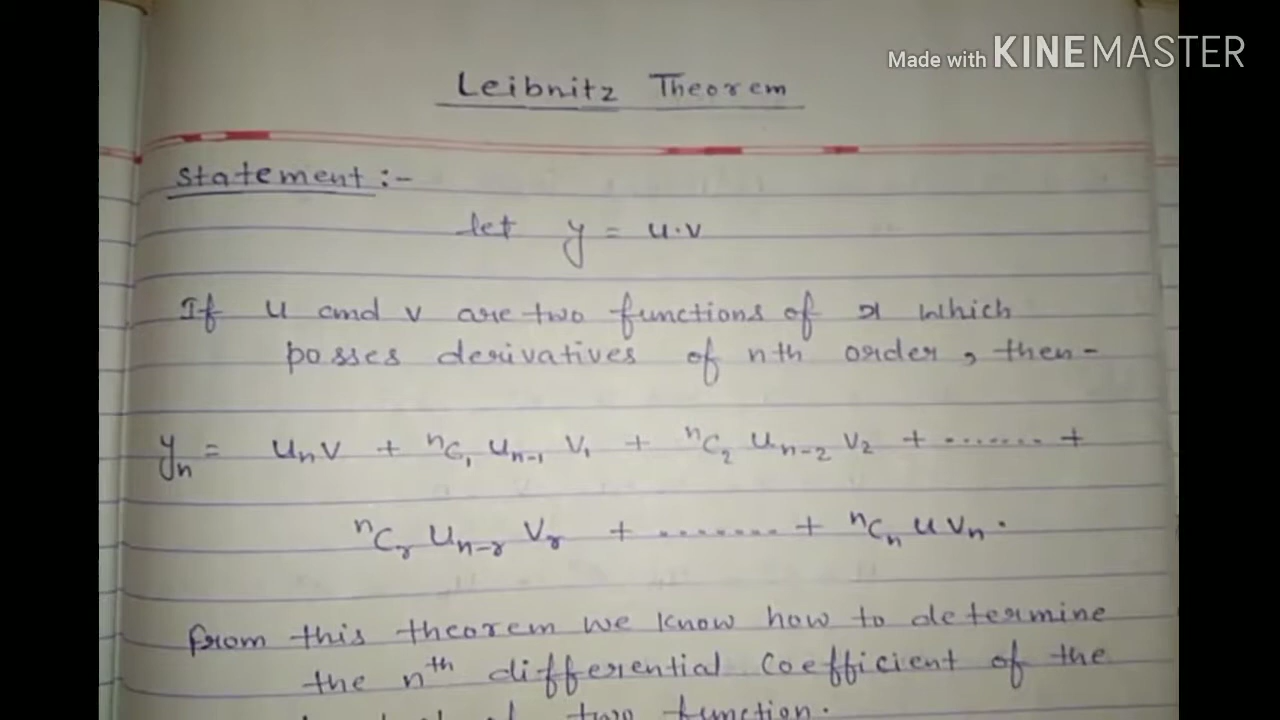 Made with KINEMASTER
Leibnitz Theorem
Statement :-
let y = u.v
If u and v are two functions of x which
posses derivatives of nth order, then-
yₙ = uₙv + ⁿC₁ uₙ₋₁ v₁ + ⁿC₂ uₙ₋₂ v₂ + ....... +
ⁿCᵣ uₙ₋ᵣ vᵣ + ........ + ⁿCₙ u vₙ .
from this theorem we know how to determine
the nᵗʰ differential coefficient of the
two function.